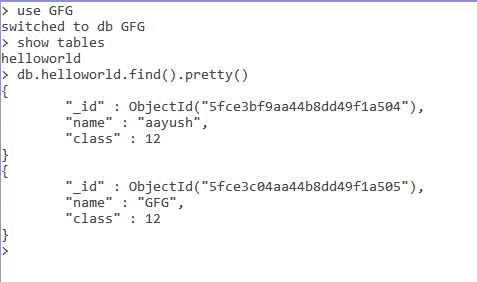 > use GFG
switched to db GFG
> show tables
helloworld
> db.helloworld.find().pretty()
{
        "_id" : ObjectId("5fce3bf9aa44b8dd49f1a504"),
        "name" : "aayush",
        "class" : 12
}
{
        "_id" : ObjectId("5fce3c04aa44b8dd49f1a505"),
        "name" : "GFG",
        "class" : 12
}
>